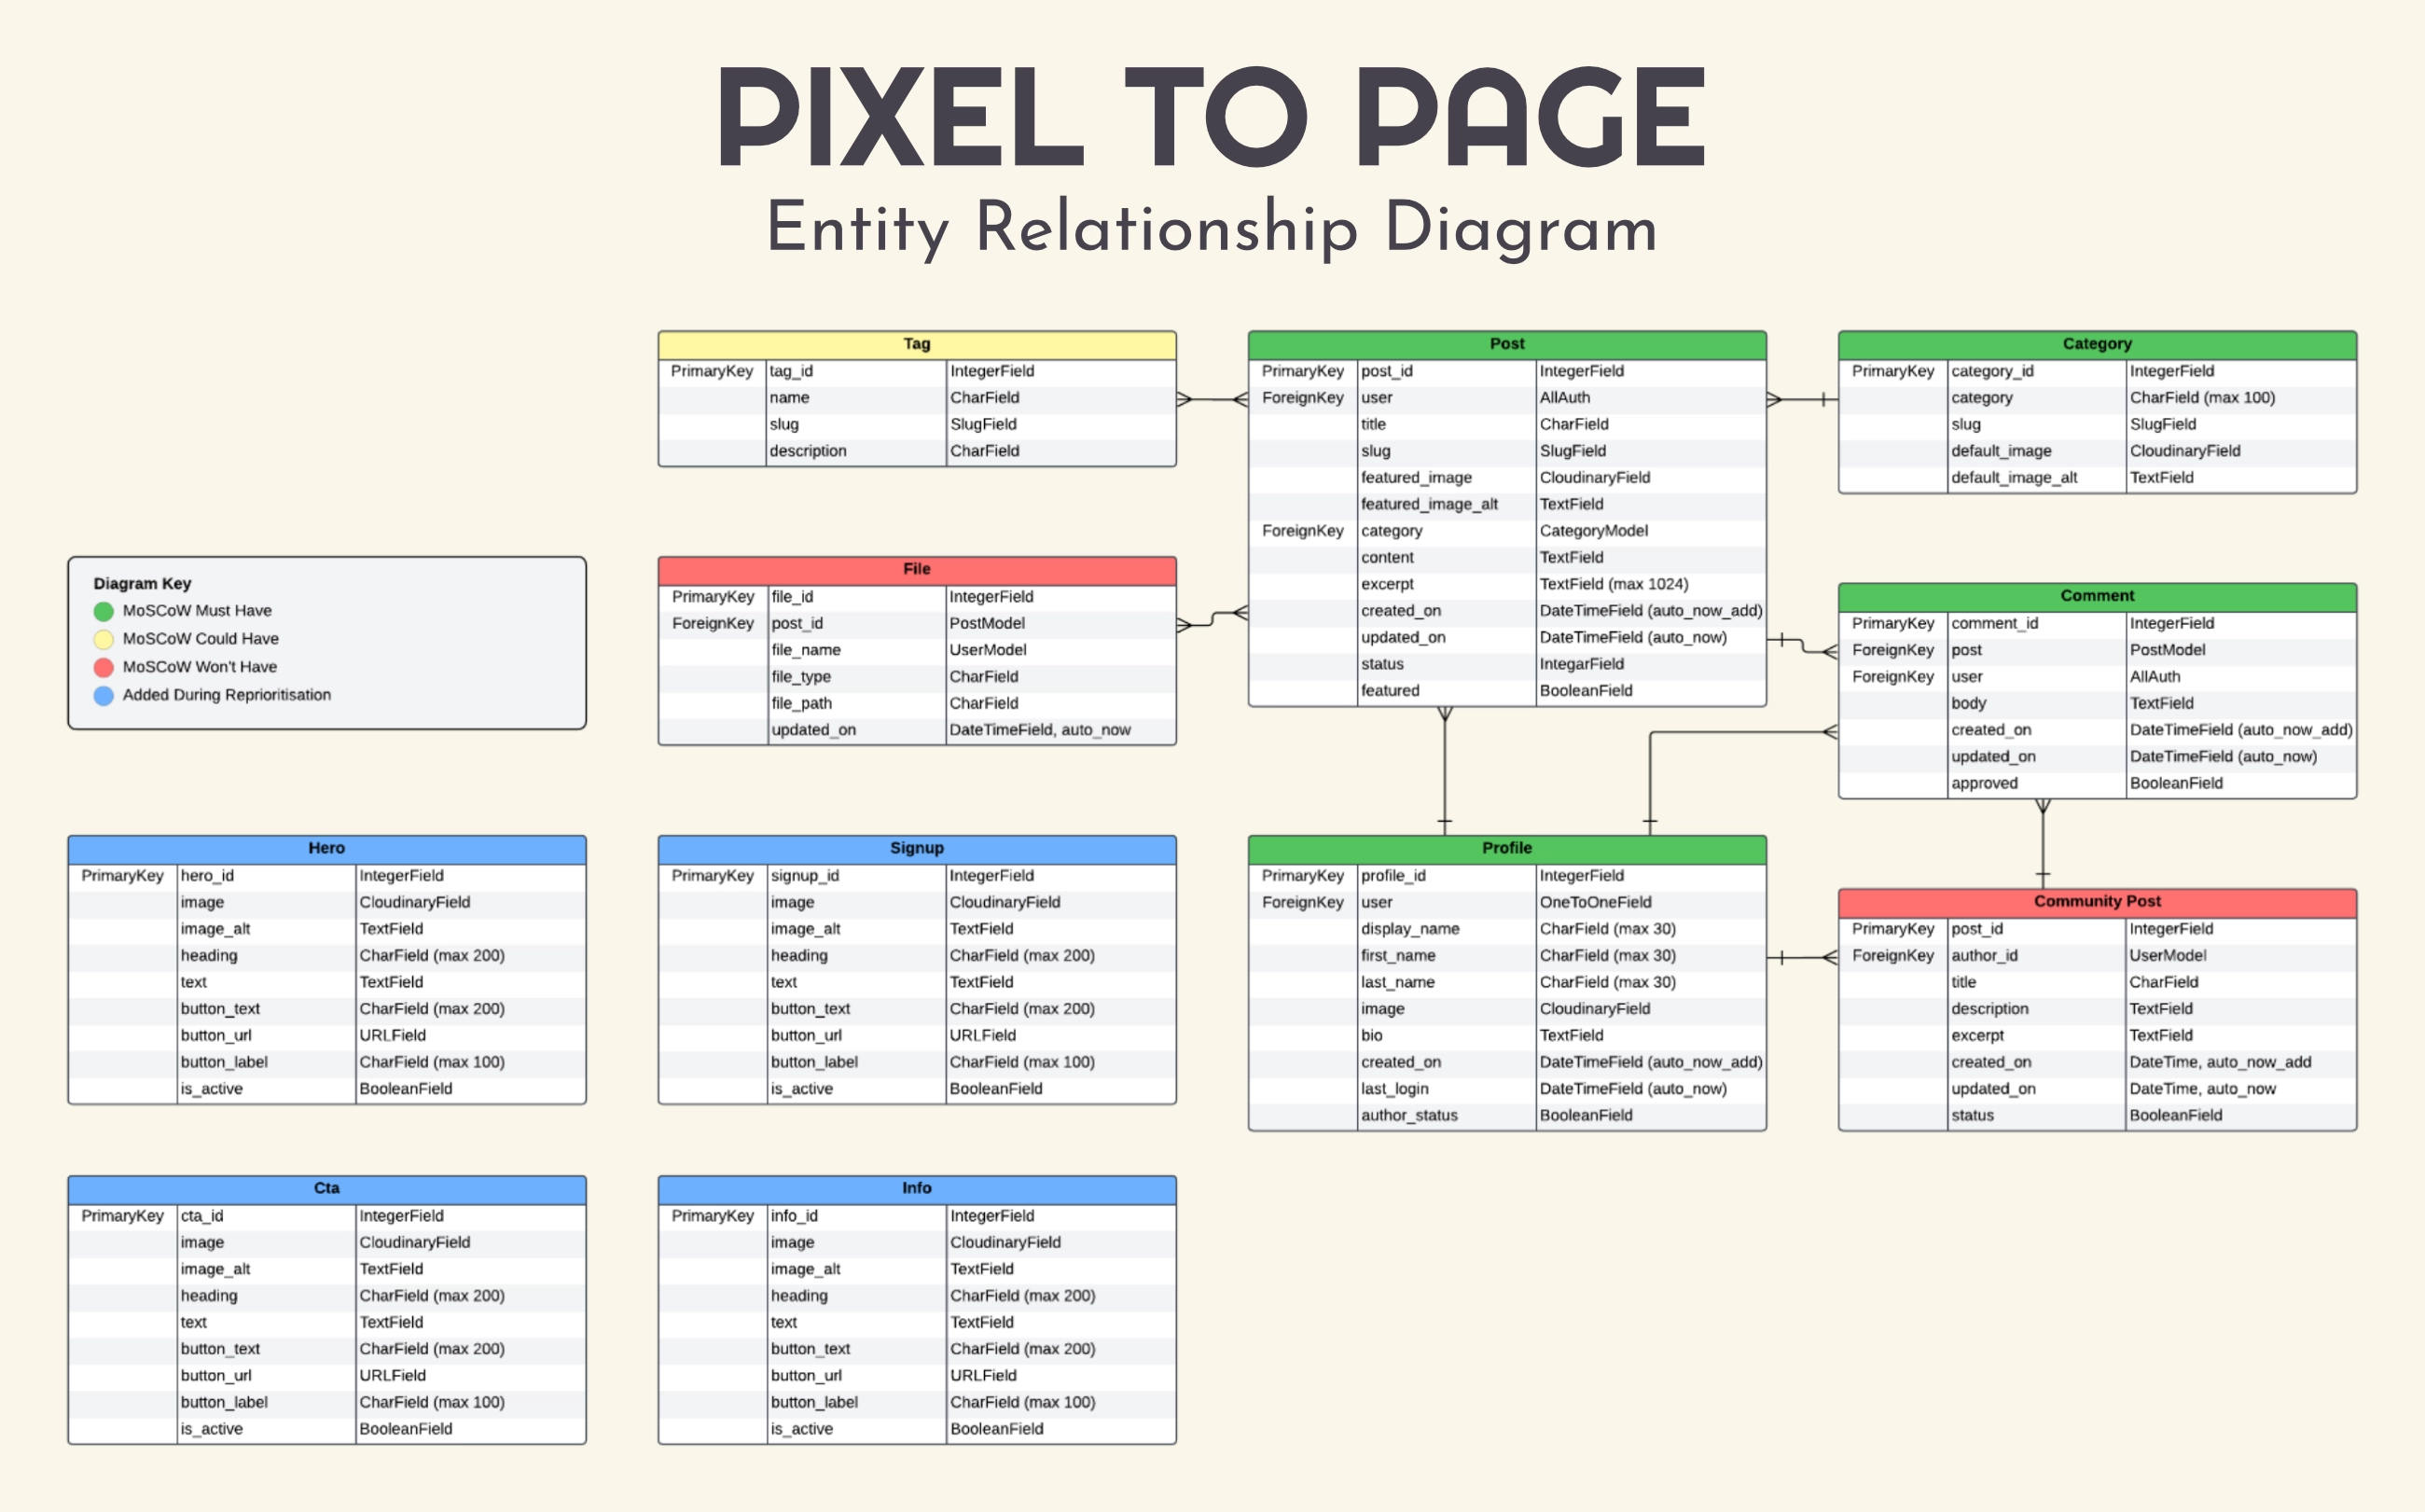 PIXEL TO PAGE
Entity Relationship Diagram
Tag
PrimaryKey tag_id IntegerField
name CharField
slug SlugField
description CharField
Post
PrimaryKey post_id IntegerField
ForeignKey user AllAuth
title CharField
slug SlugField
featured_image CloudinaryField
featured_image_alt TextField
ForeignKey category CategoryModel
content TextField
excerpt TextField (max 1024)
created_on DateTimeField (auto_now_add)
updated_on DateTimeField (auto_now)
status IntegarField
featured BooleanField
Category
PrimaryKey category_id IntegerField
category CharField (max 100)
slug SlugField
default_image CloudinaryField
default_image_alt TextField
Diagram Key
MoSCoW Must Have
MoSCoW Could Have
MoSCoW Won't Have
Added During Reprioritisation
File
PrimaryKey file_id IntegerField
ForeignKey post_id PostModel
file_name UserModel
file_type CharField
file_path CharField
updated_on DateTimeField, auto_now
Comment
PrimaryKey comment_id IntegerField
ForeignKey post PostModel
ForeignKey user AllAuth
body TextField
created_on DateTimeField (auto_now_add)
updated_on DateTimeField (auto_now)
approved BooleanField
Hero
PrimaryKey hero_id IntegerField
image CloudinaryField
image_alt TextField
heading CharField (max 200)
text TextField
button_text CharField (max 200)
button_url URLField
button_label CharField (max 100)
is_active BooleanField
Signup
PrimaryKey signup_id IntegerField
image CloudinaryField
image_alt TextField
heading CharField (max 200)
text TextField
button_text CharField (max 200)
button_url URLField
button_label CharField (max 100)
is_active BooleanField
Profile
PrimaryKey profile_id IntegerField
ForeignKey user OneToOneField
display_name CharField (max 30)
first_name CharField (max 30)
last_name CharField (max 30)
image CloudinaryField
bio TextField
created_on DateTimeField (auto_now_add)
last_login DateTimeField (auto_now)
author_status BooleanField
Community Post
PrimaryKey post_id IntegerField
ForeignKey author_id UserModel
title CharField
description TextField
excerpt TextField
created_on DateTime, auto_now_add
updated_on DateTime, auto_now
status BooleanField
Cta
PrimaryKey cta_id IntegerField
image CloudinaryField
image_alt TextField
heading CharField (max 200)
text TextField
button_text CharField (max 200)
button_url URLField
button_label CharField (max 100)
is_active BooleanField
Info
PrimaryKey info_id IntegerField
image CloudinaryField
image_alt TextField
heading CharField (max 200)
text TextField
button_text CharField (max 200)
button_url URLField
button_label CharField (max 100)
is_active BooleanField